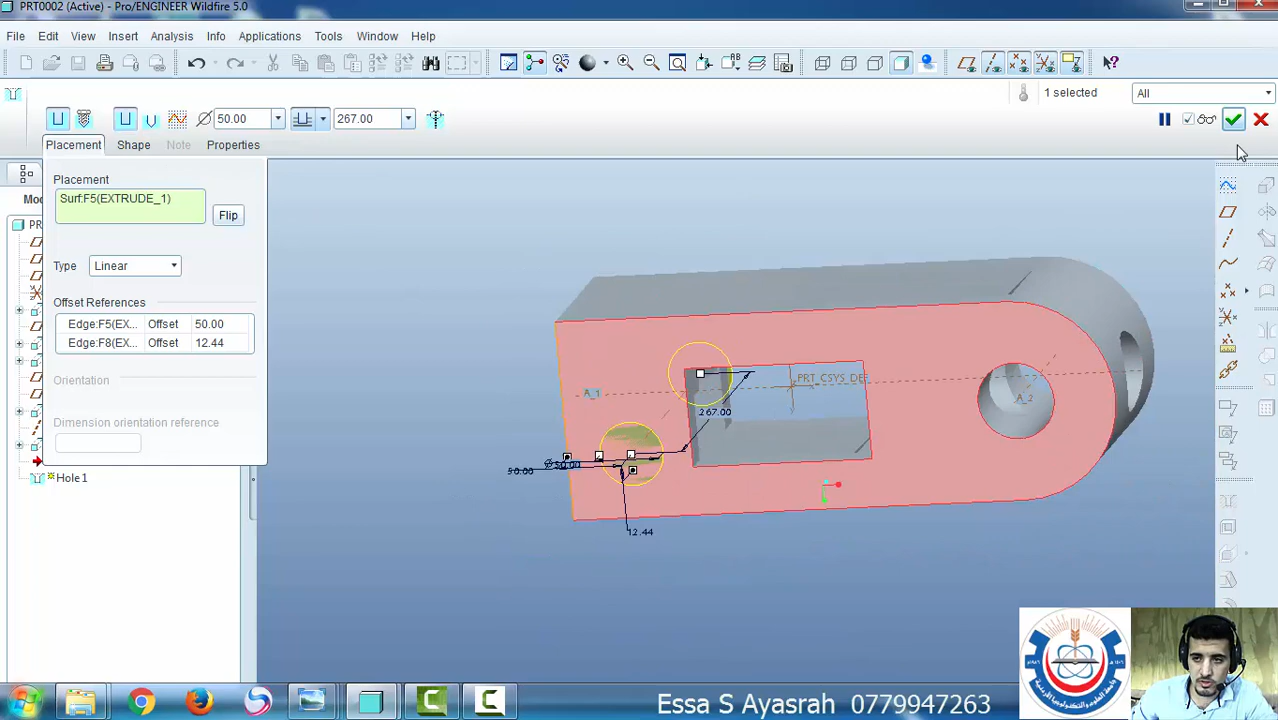 PRT0002 (Active) - Pro/ENGINEER Wildfire 5.0
File Edit View Insert Analysis Info Applications Tools Window Help
1 selected
All
50.00
267.00
Placement Shape Note Properties
Placement
Surf:F5(EXTRUDE_1)
Flip
Type Linear
Offset References
Edge:F5(EX... Offset 50.00
Edge:F8(EX... Offset 12.44
Orientation
Dimension orientation reference
Hole 1
PRT_CSYS_DEF
A_1
A_2
267.00
50.00
12.44
Essa S Ayasrah 0779947263